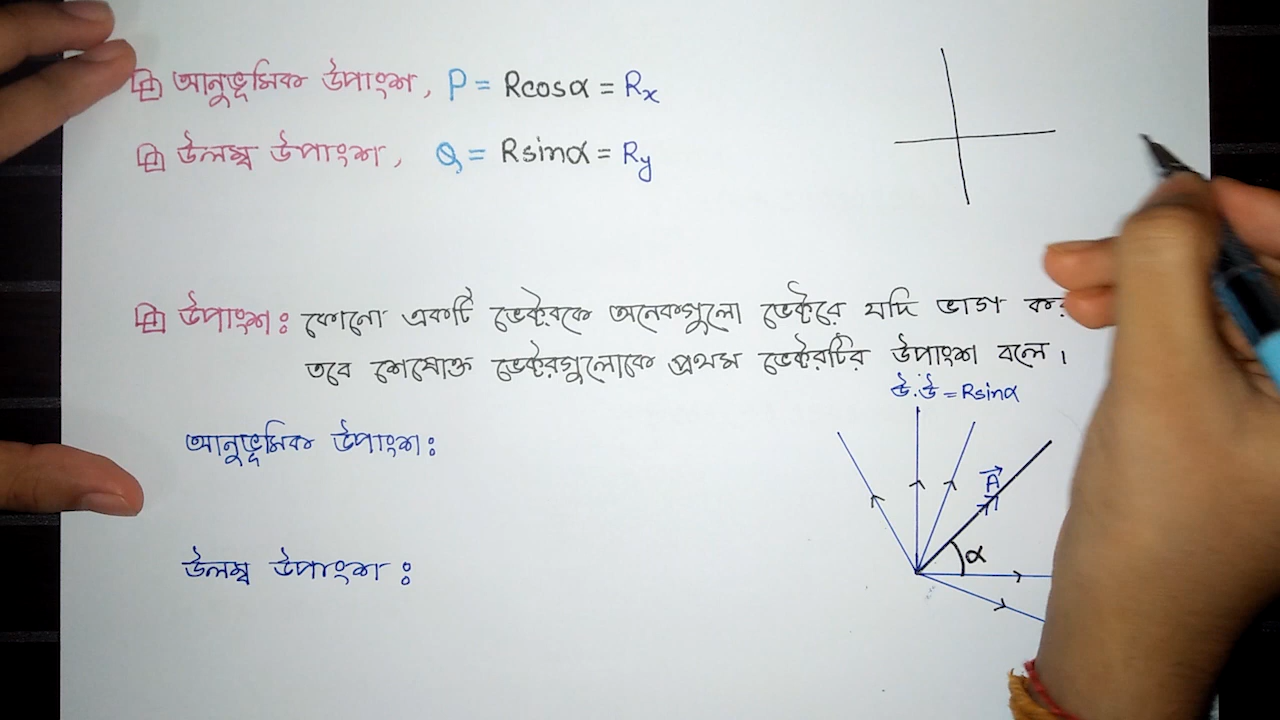 আনুভূমিক উপাংশ, P = Rcosα = Rx
উলম্ব উপাংশ, Q = Rsinα = Ry
উপাংশ: কোনো একটি ভেক্টরকে অনেকগুলো ভেক্টরে যদি ভাগ
তবে শেষোক্ত ভেক্টরগুলোকে প্রথম ভেক্টরটির উপাংশ বলে।
উ.উ = Rsinα
আনুভূমিক উপাংশ:
A
α
উলম্ব উপাংশ: